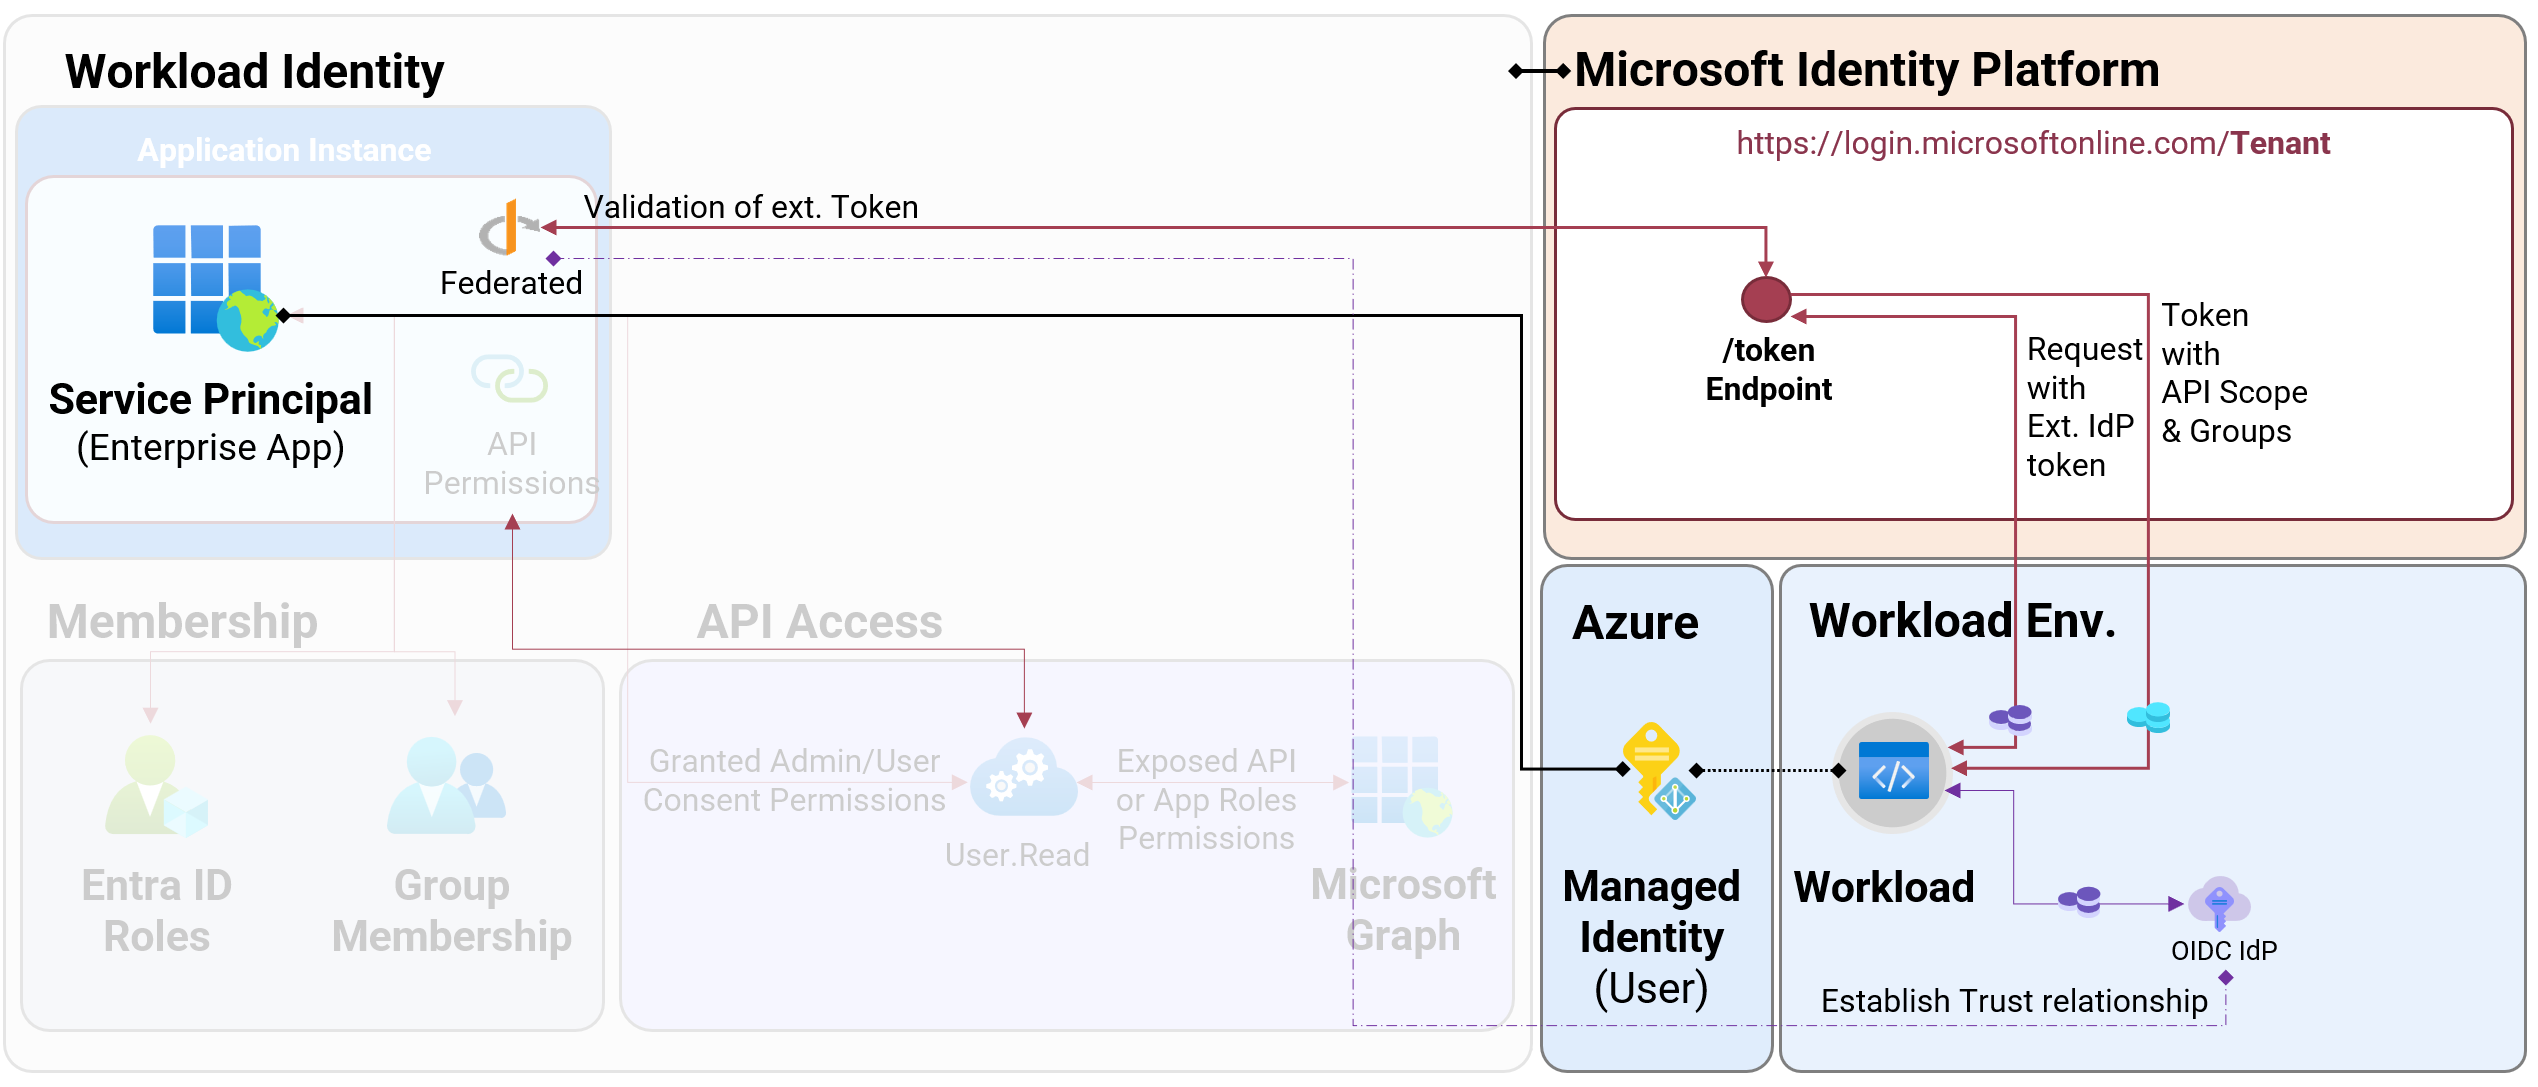 Workload Identity
Microsoft Identity Platform
Application Instance
https://login.microsoftonline.com/Tenant
Validation of ext. Token
Federated
Service Principal
(Enterprise App)
API
Permissions
/token
Endpoint
Request
with
Ext. IdP
token
Token
with
API Scope
& Groups
Membership
API Access
Azure
Workload Env.
Granted Admin/User
Consent Permissions
User.Read
Exposed API
or App Roles
Permissions
Entra ID
Roles
Group
Membership
Microsoft
Graph
Managed
Identity
(User)
Workload
OIDC IdP
Establish Trust relationship